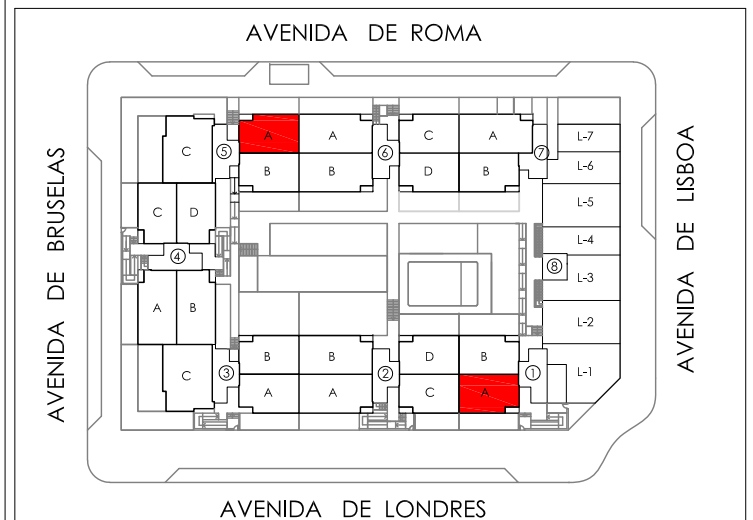 AVENIDA DE ROMA
AVENIDA DE BRUSELAS
AVENIDA DE LISBOA
C 5 A A 6 C A 7 L-7
B B D B L-6
C D L-5
4 L-4
8 L-3
A B L-2
C 3 B B 2 D B 1 L-1
A A C A
AVENIDA DE LONDRES